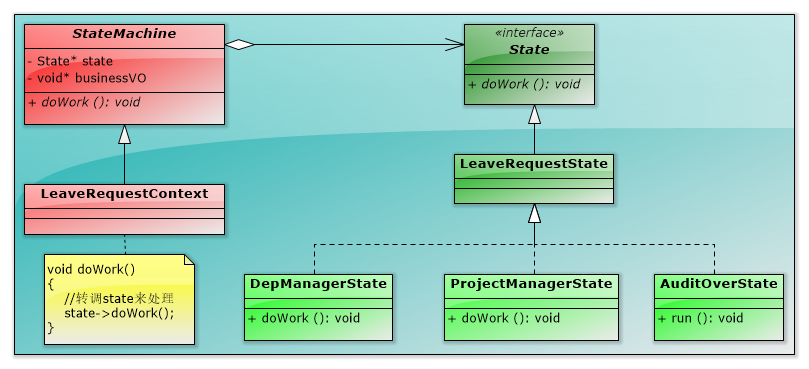 StateMachine
- State* state
- void* businessVO
+ doWork (): void
«interface»
State
+ doWork (): void
LeaveRequestContext
LeaveRequestState
void doWork()
{
//转调state来处理
state->doWork();
}
DepManagerState
+ doWork (): void
ProjectManagerState
+ doWork (): void
AuditOverState
+ run (): void